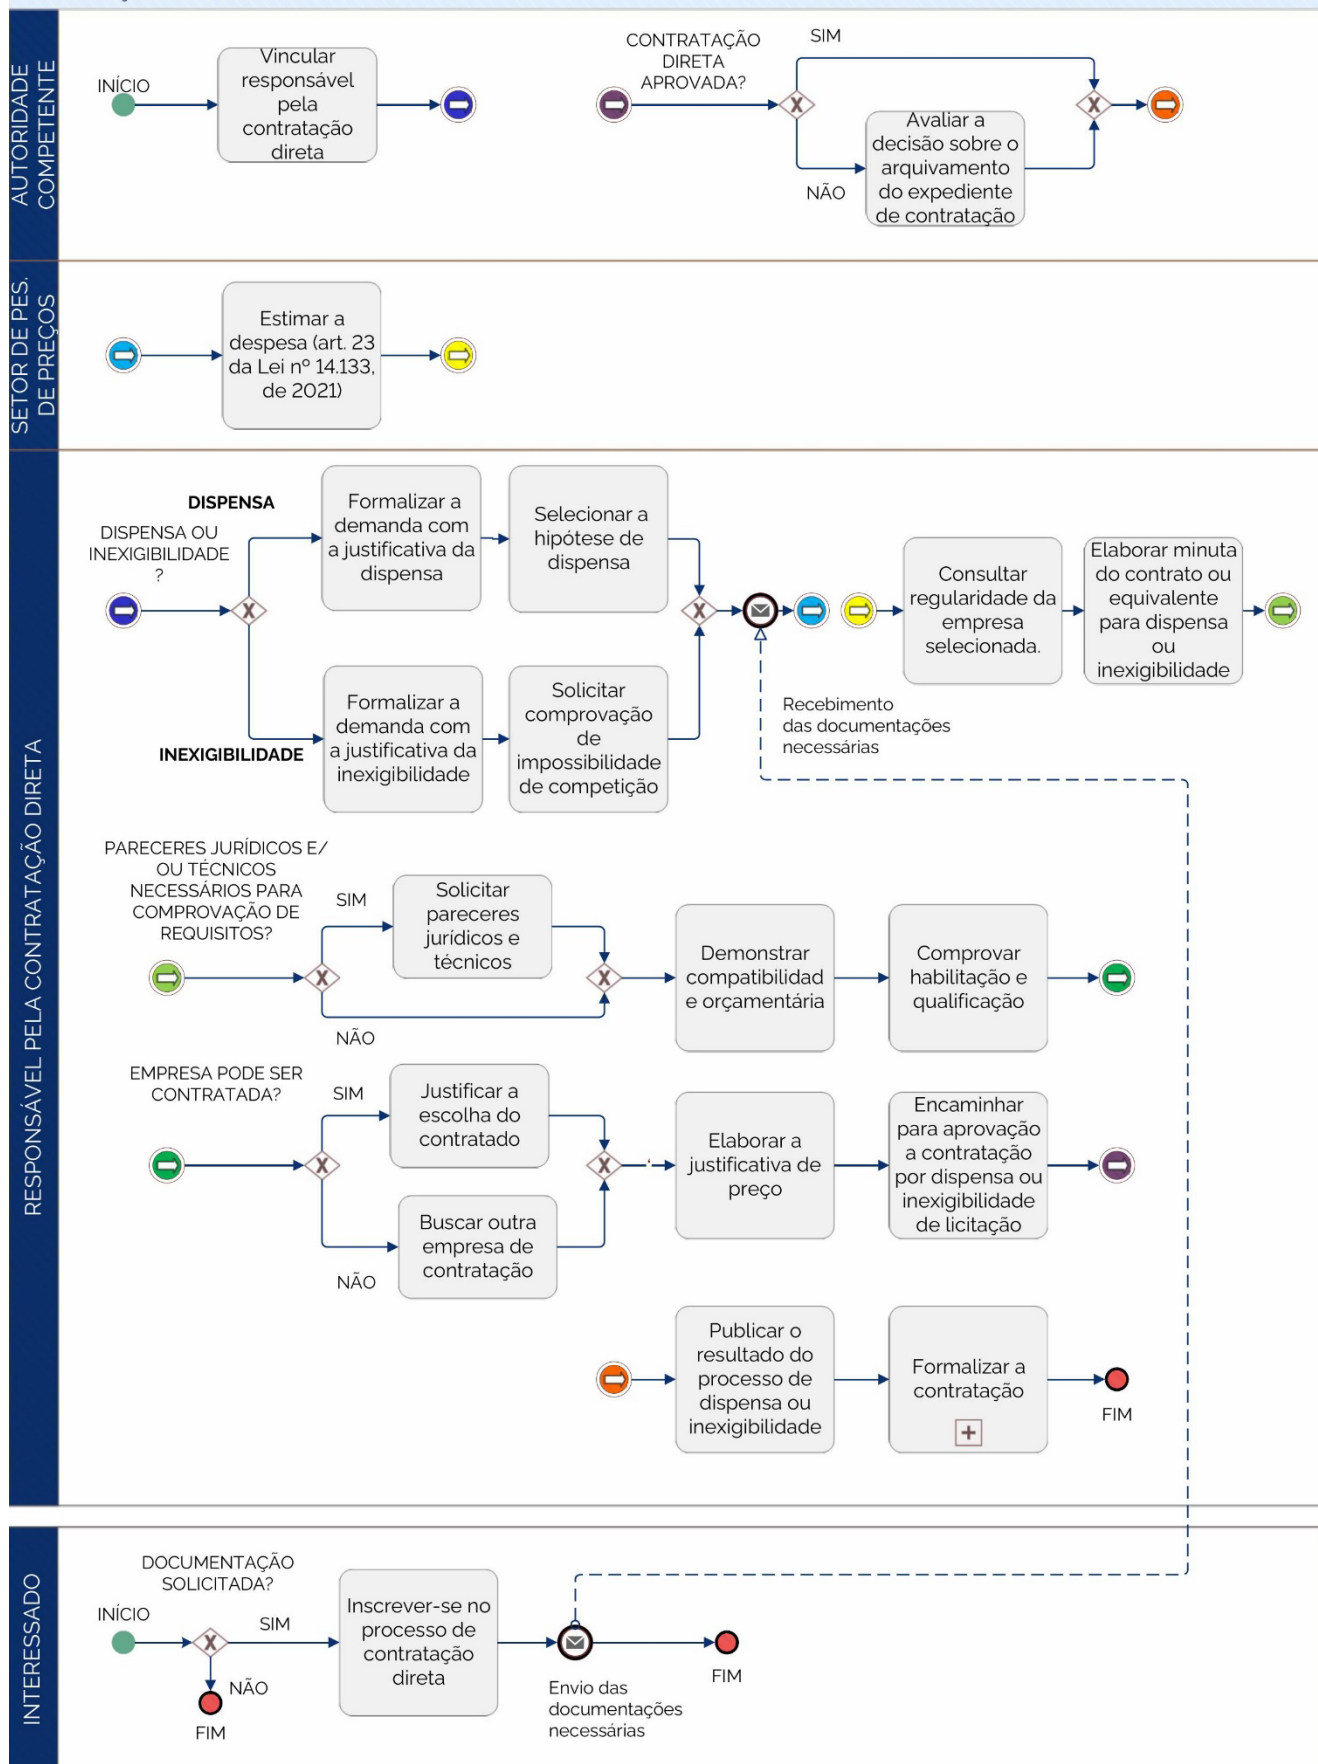 AUTORIDADE
COMPETENTE
INÍCIO
Vincular
responsável
pela
contratação
direta
CONTRATAÇÃO
DIRETA
APROVADA?
SIM
NÃO
Avaliar a
decisão sobre o
arquivamento
do expediente
de contratação
SETOR DE PES.
DE PREÇOS
Estimar a
despesa (art. 23
da Lei nº 14.133,
de 2021)
RESPONSÁVEL PELA CONTRATAÇÃO DIRETA
DISPENSA OU
INEXIGIBILIDADE
?
DISPENSA
Formalizar a
demanda com
a justificativa da
dispensa
Selecionar a
hipótese de
dispensa
INEXIGIBILIDADE
Formalizar a
demanda com
a justificativa da
inexigibilidade
Solicitar
comprovação
de
impossibilidade
de competição
Recebimento
das documentações
necessárias
Consultar
regularidade da
empresa
selecionada.
Elaborar minuta
do contrato ou
equivalente
para dispensa
ou
inexigibilidade
PARECERES JURÍDICOS E/
OU TÉCNICOS
NECESSÁRIOS PARA
COMPROVAÇÃO DE
REQUISITOS?
SIM
NÃO
Solicitar
pareceres
jurídicos e
técnicos
Demonstrar
compatibilidad
e orçamentária
Comprovar
habilitação e
qualificação
EMPRESA PODE SER
CONTRATADA?
SIM
NÃO
Justificar a
escolha do
contratado
Buscar outra
empresa de
contratação
Elaborar a
justificativa de
preço
Encaminhar
para aprovação
a contratação
por dispensa ou
inexigibilidade
de licitação
Publicar o
resultado do
processo de
dispensa ou
inexigibilidade
Formalizar a
contratação
FIM
INTERESSADO
INÍCIO
DOCUMENTAÇÃO
SOLICITADA?
SIM
NÃO
FIM
Inscrever-se no
processo de
contratação
direta
Envio das
documentações
necessárias
FIM